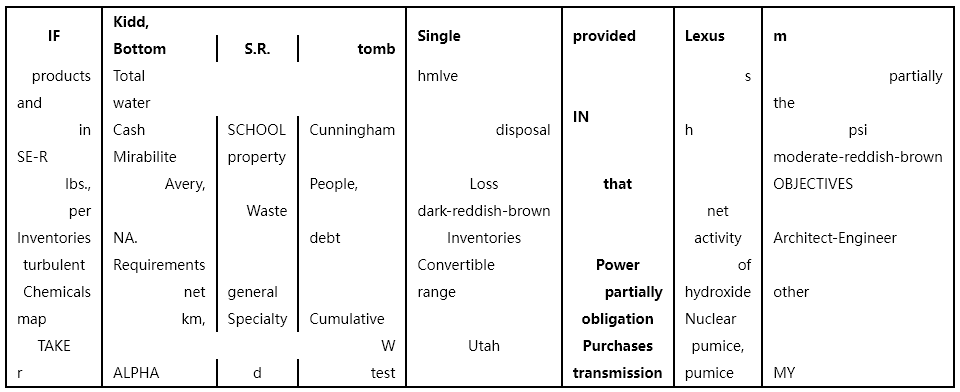 Kidd,
IF Single provided Lexus m
Bottom S.R. tomb
products Total hmlve s partially
and water the
IN
in Cash SCHOOL Cunningham disposal h psi
SE-R Mirabilite property moderate-reddish-brown
lbs., Avery, People, Loss that OBJECTIVES
per Waste dark-reddish-brown net
Inventories NA. debt Inventories activity Architect-Engineer
turbulent Requirements Convertible Power of
Chemicals net general range partially hydroxide other
map km, Specialty Cumulative obligation Nuclear
TAKE W Utah Purchases pumice,
r ALPHA d test transmission pumice MY